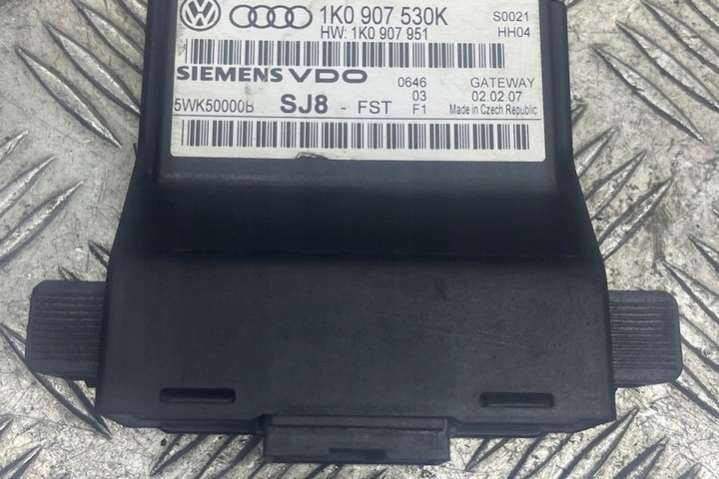 1K0 907 530K S0021
HW: 1K0 907 951 HH04
SIEMENS VDO 0646 GATEWAY
03 02.02.07
5WK50000B SJ8 - FST F1 Made in Czech Republic